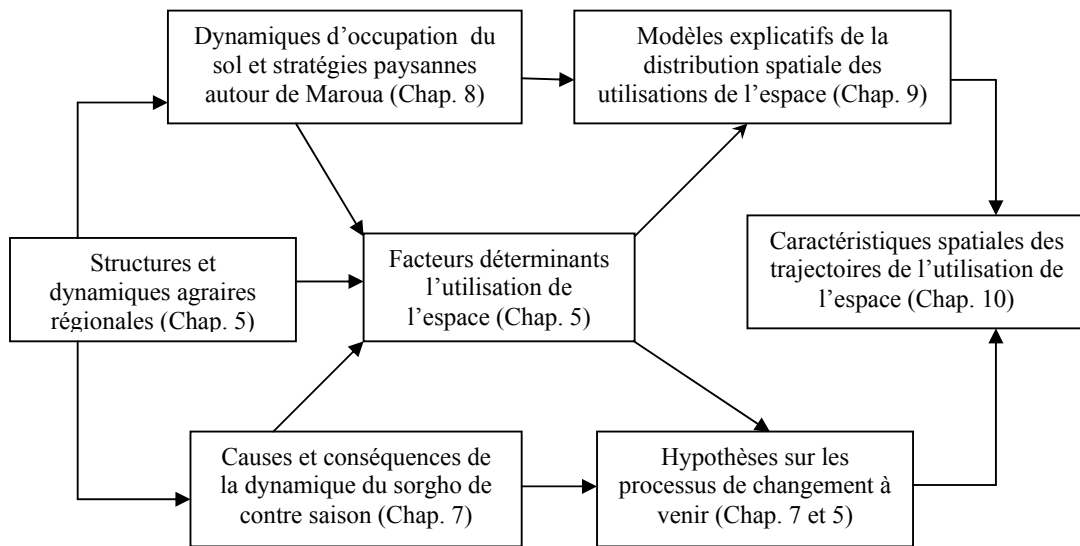 Dynamiques d’occupation du
sol et stratégies paysannes
autour de Maroua (Chap. 8)
Modèles explicatifs de la
distribution spatiale des
utilisations de l’espace (Chap. 9)
Structures et
dynamiques agraires
régionales (Chap. 5)
Facteurs déterminants
l’utilisation de
l’espace (Chap. 5)
Caractéristiques spatiales des
trajectoires de l’utilisation de
l’espace (Chap. 10)
Causes et conséquences de
la dynamique du sorgho de
contre saison (Chap. 7)
Hypothèses sur les
processus de changement à
venir (Chap. 7 et 5)